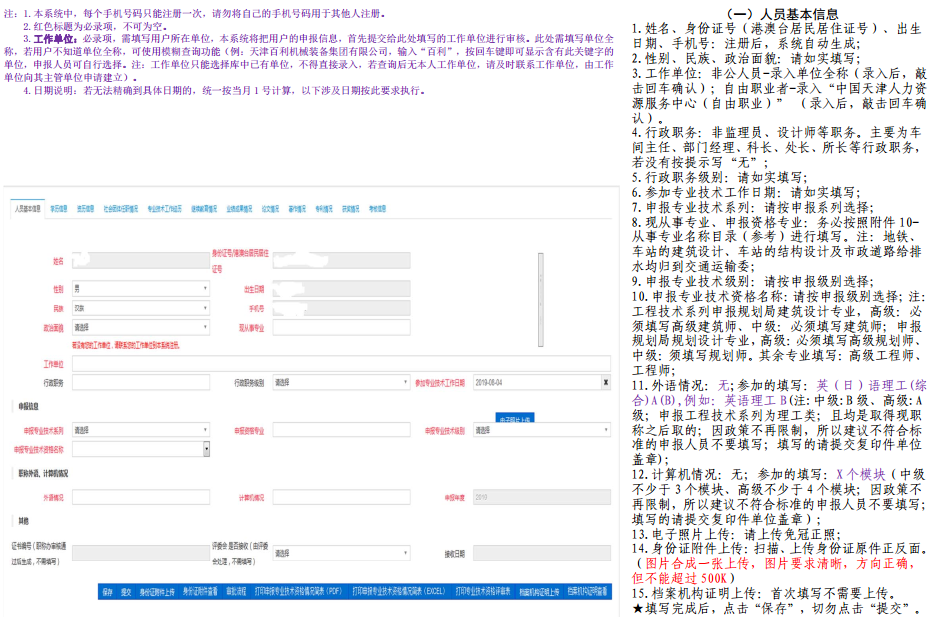 注：1.本系统中，每个手机号码只能注册一次，请勿将自己的手机号码用于其他人注册。
2.红色标题为必录项，不可为空。
3.工作单位：必录项，需填写用户所在单位，本系统将把用户的申报信息，首先提交给此处填写的工作单位进行审核。此处需填写单位全
称，若用户不知道单位全称，可使用模糊查询功能（例：天津百利机械装备集团有限公司，输入“百利”，按回车键即可显示含有此关键字的
单位，申报人员可自行选择。注：工作单位只能选择库中已有单位，不得直接录入，若查询后无本人工作单位，请及时联系工作单位，由工作
单位向其主管单位申请建立）。
4.日期说明：若无法精确到具体日期的，统一按当月1号计算，以下涉及日期按此要求执行。
人员基本信息 学历信息 资历信息 社会团体任职情况 专业技术工作经历 继续教育情况 业绩成果情况 论文情况 著作情况 专利情况 获奖情况 考核信息
姓名
身份证号/港澳台居民居住
证号
性别 男 出生日期
民族 汉族 手机号
政治面貌 请选择 现从事专业
若没有您的工作单位，请联系您的工作单位到本系统注册。
工作单位
行政职务 行政职务级别 请选择 参加专业技术工作日期 2019-08-04
申报信息
电子照片上传
申报专业技术系列 请选择 申报资格专业 申报专业技术级别 请选择
申报专业技术资格名称
职称外语、计算机情况
外语情况 计算机情况 申报年度 2010
其他
证书编号（职称办审核通
过后生成，不需填写）
评委会是否接收（由评委
会处理，不需填写）
请选择
接收日期
保存 提交 身份证附件上传 身份证附件查看 审批流程 打印申报专业技术资格情况简表（PDF） 打印申报专业技术资格情况简表（EXCEL） 打印专业技术资格评审表 档案机构证明上传 档案机构证明查看
（一）人员基本信息
1.姓名、身份证号（港澳台居民居住证号）、出生
日期、手机号：注册后，系统自动生成；
2.性别、民族、政治面貌：请如实填写；
3.工作单位：非公人员-录入单位全称（录入后，敲
击回车确认）；自由职业者-录入“中国天津人力资
源服务中心（自由职业）”（录入后，敲击回车确
认）。
4.行政职务：非监理员、设计师等职务。主要为车
间主任、部门经理、科长、处长、所长等行政职务，
若没有按提示写“无”；
5.行政职务级别：请如实填写；
6.参加专业技术工作日期：请如实填写；
7.申报专业技术系列：请按申报系列选择；
8.现从事专业、申报资格专业：务必按照附件10-
从事专业名称目录（参考）进行填写。注：地铁、
车站的建筑设计、车站的结构设计及市政道路给排
水均归到交通运输委；
9.申报专业技术级别：请按申报级别选择；
10.申报专业技术资格名称:请按申报级别选择；注：
工程技术系列申报规划局建筑设计专业，高级：必
须填写高级建筑师、中级：必须填写建筑师；申报
规划局规划设计专业，高级：必须填写高级规划师、
中级：须填写规划师。其余专业填写：高级工程师、
工程师；
11.外语情况：无;参加的填写：英（日）语理工(综
合)A(B),例如：英语理工B(注:中级:B级、高级:A
级；申报工程技术系列为理工类；且均是取得现职
称之后取的；因政策不再限制，所以建议不符合标
准的申报人员不要填写；填写的请提交复印件单位
盖章)；
12.计算机情况：无；参加的填写：X个模块（中级
不少于3个模块、高级不少于4个模块；因政策不
再限制，所以建议不符合标准的申报人员不要填写；
填写的请提交复印件单位盖章）；
13.电子照片上传：请上传免冠正照；
14.身份证附件上传：扫描、上传身份证原件正反面。
（图片合成一张上传，图片要求清晰，方向正确，
但不能超过500K）
15.档案机构证明上传：首次填写不需要上传。
★填写完成后，点击“保存”，切勿点击“提交”。